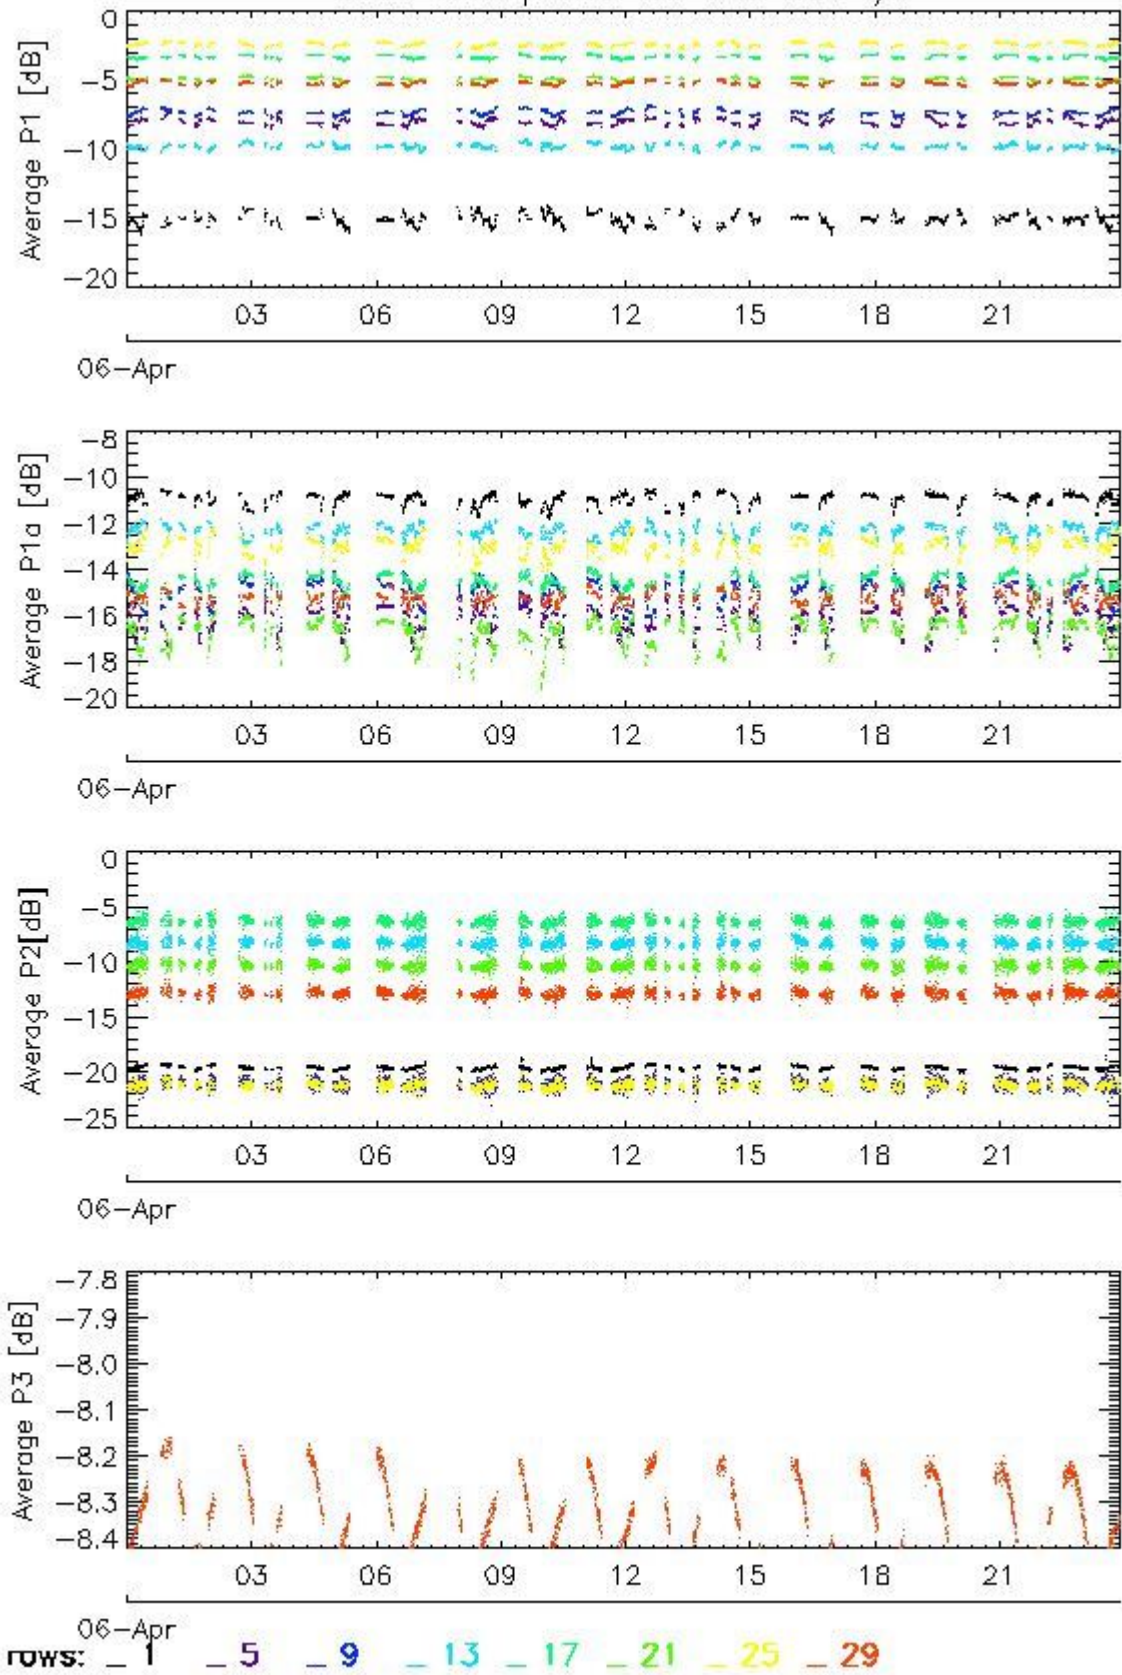 0
−5
−10
−15
−20
Average P1 [dB]
03 06 09 12 15 18 21
06−Apr
−8
−10
−12
−14
−16
−18
−20
Average P1a [dB]
03 06 09 12 15 18 21
06−Apr
0
−5
−10
−15
−20
−25
Average P2[dB]
03 06 09 12 15 18 21
06−Apr
−7.8
−7.9
−8.0
−8.1
−8.2
−8.3
−8.4
Average P3 [dB]
03 06 09 12 15 18 21
06−Apr
rows: _ 1 _ 5 _ 9 _ 13 _ 17 _ 21 _ 25 _ 29